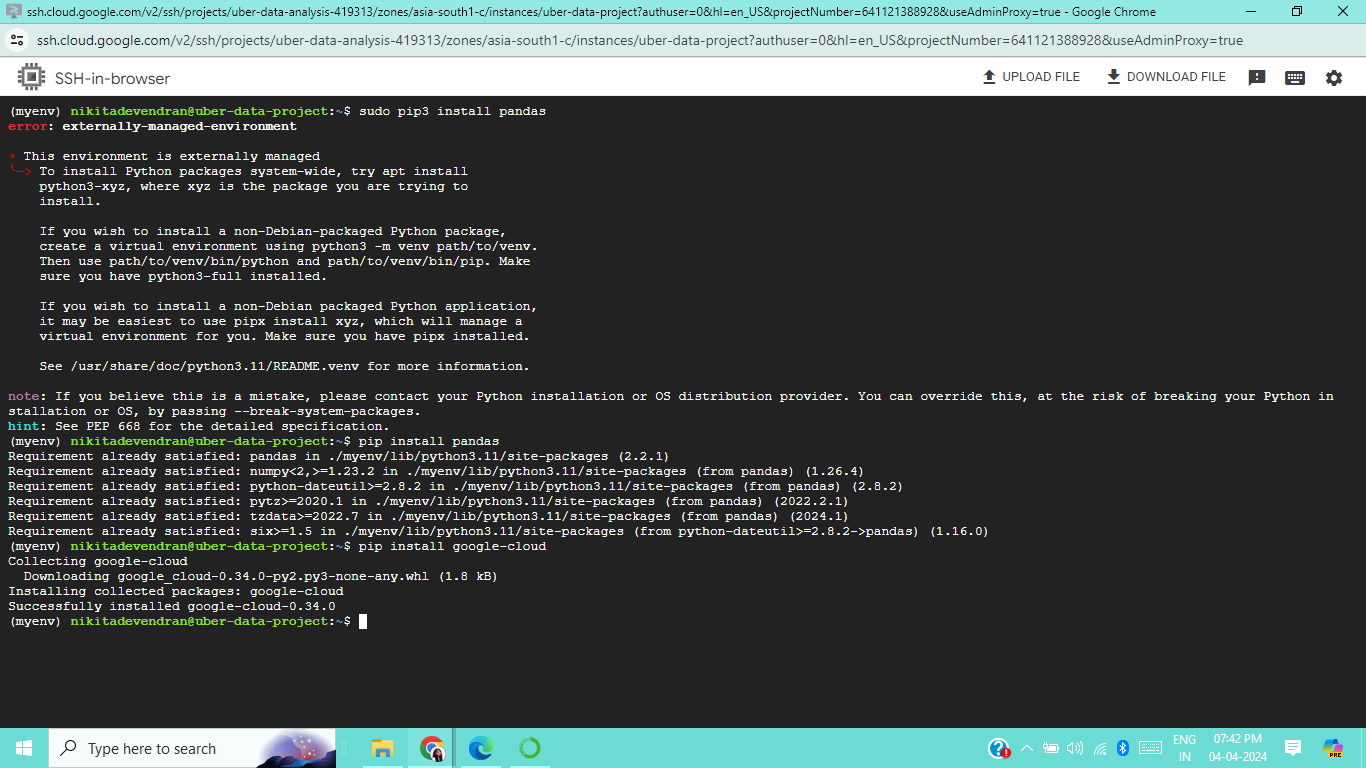 ssh.cloud.google.com/v2/ssh/projects/uber-data-analysis-419313/zones/asia-south1-c/instances/uber-data-project?authuser=0&hl=en_US&projectNumber=641121388928&useAdminProxy=true - Google Chrome
ssh.cloud.google.com/v2/ssh/projects/uber-data-analysis-419313/zones/asia-south1-c/instances/uber-data-project?authuser=0&hl=en_US&projectNumber=641121388928&useAdminProxy=true
SSH-in-browser UPLOAD FILE DOWNLOAD FILE
(myenv) nikitadevendran@uber-data-project:~$ sudo pip3 install pandas
error: externally-managed-environment
× This environment is externally managed
╰─> To install Python packages system-wide, try apt install
python3-xyz, where xyz is the package you are trying to
install.
If you wish to install a non-Debian-packaged Python package,
create a virtual environment using python3 -m venv path/to/venv.
Then use path/to/venv/bin/python and path/to/venv/bin/pip. Make
sure you have python3-full installed.
If you wish to install a non-Debian packaged Python application,
it may be easiest to use pipx install xyz, which will manage a
virtual environment for you. Make sure you have pipx installed.
See /usr/share/doc/python3.11/README.venv for more information.
note: If you believe this is a mistake, please contact your Python installation or OS distribution provider. You can override this, at the risk of breaking your Python in
stallation or OS, by passing --break-system-packages.
hint: See PEP 668 for the detailed specification.
(myenv) nikitadevendran@uber-data-project:~$ pip install pandas
Requirement already satisfied: pandas in ./myenv/lib/python3.11/site-packages (2.2.1)
Requirement already satisfied: numpy<2,>=1.23.2 in ./myenv/lib/python3.11/site-packages (from pandas) (1.26.4)
Requirement already satisfied: python-dateutil>=2.8.2 in ./myenv/lib/python3.11/site-packages (from pandas) (2.8.2)
Requirement already satisfied: pytz>=2020.1 in ./myenv/lib/python3.11/site-packages (from pandas) (2022.2.1)
Requirement already satisfied: tzdata>=2022.7 in ./myenv/lib/python3.11/site-packages (from pandas) (2024.1)
Requirement already satisfied: six>=1.5 in ./myenv/lib/python3.11/site-packages (from python-dateutil>=2.8.2->pandas) (1.16.0)
(myenv) nikitadevendran@uber-data-project:~$ pip install google-cloud
Collecting google-cloud
Downloading google_cloud-0.34.0-py2.py3-none-any.whl (1.8 kB)
Installing collected packages: google-cloud
Successfully installed google-cloud-0.34.0
(myenv) nikitadevendran@uber-data-project:~$
Type here to search
ENG 07:42 PM
IN 04-04-2024
PRE